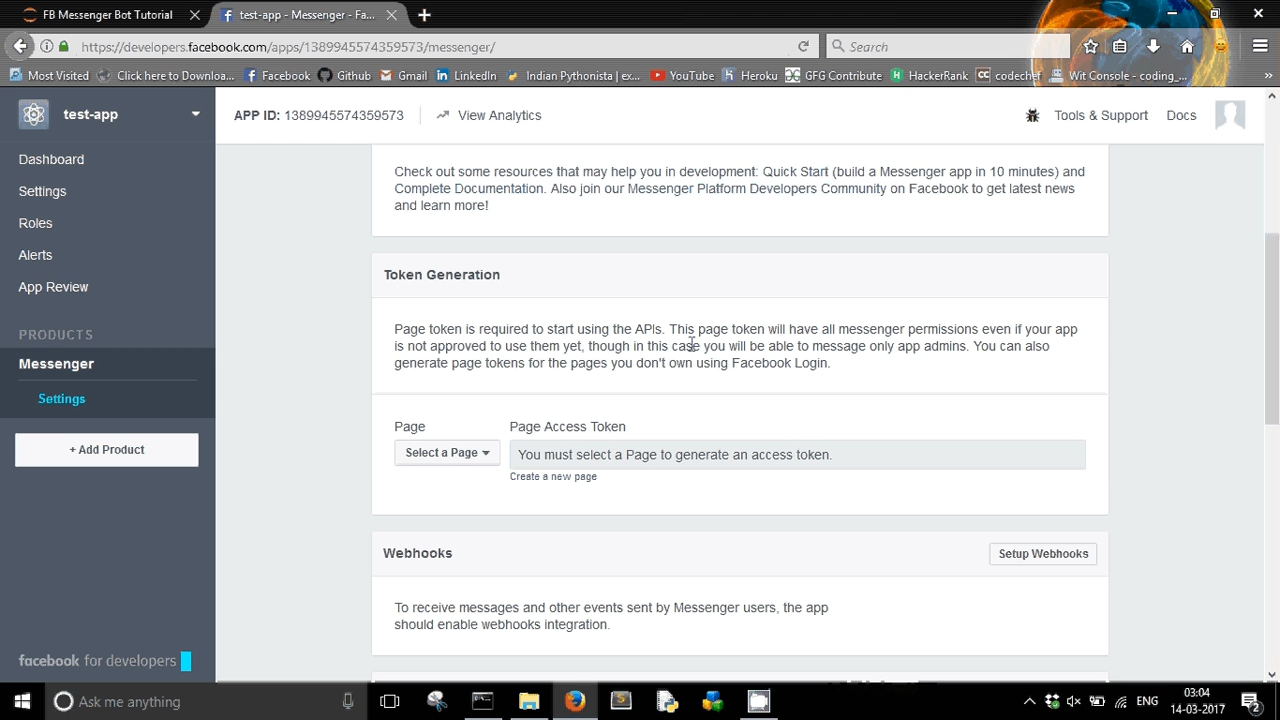 FB Messenger Bot Tutorial
test-app - Messenger - Fa...
https://developers.facebook.com/apps/1389945574359573/messenger/
Search
Most Visited
Click here to Downloa...
Facebook
Github
Gmail
LinkedIn
Indian Pythonista | ex...
YouTube
Heroku
GFG Contribute
HackerRank
codechef
Wit Console - coding_...
test-app
APP ID: 1389945574359573
View Analytics
Tools & Support
Docs
Dashboard
Settings
Roles
Alerts
App Review
PRODUCTS
Messenger
Settings
+ Add Product
facebook for developers
Check out some resources that may help you in development: Quick Start (build a Messenger app in 10 minutes) and
Complete Documentation. Also join our Messenger Platform Developers Community on Facebook to get latest news
and learn more!
Token Generation
Page token is required to start using the APIs. This page token will have all messenger permissions even if your app
is not approved to use them yet, though in this case you will be able to message only app admins. You can also
generate page tokens for the pages you don't own using Facebook Login.
Page
Page Access Token
Select a Page
You must select a Page to generate an access token.
Create a new page
Webhooks
Setup Webhooks
To receive messages and other events sent by Messenger users, the app
should enable webhooks integration.
Ask me anything
ENG
03:04
14-03-2017
2